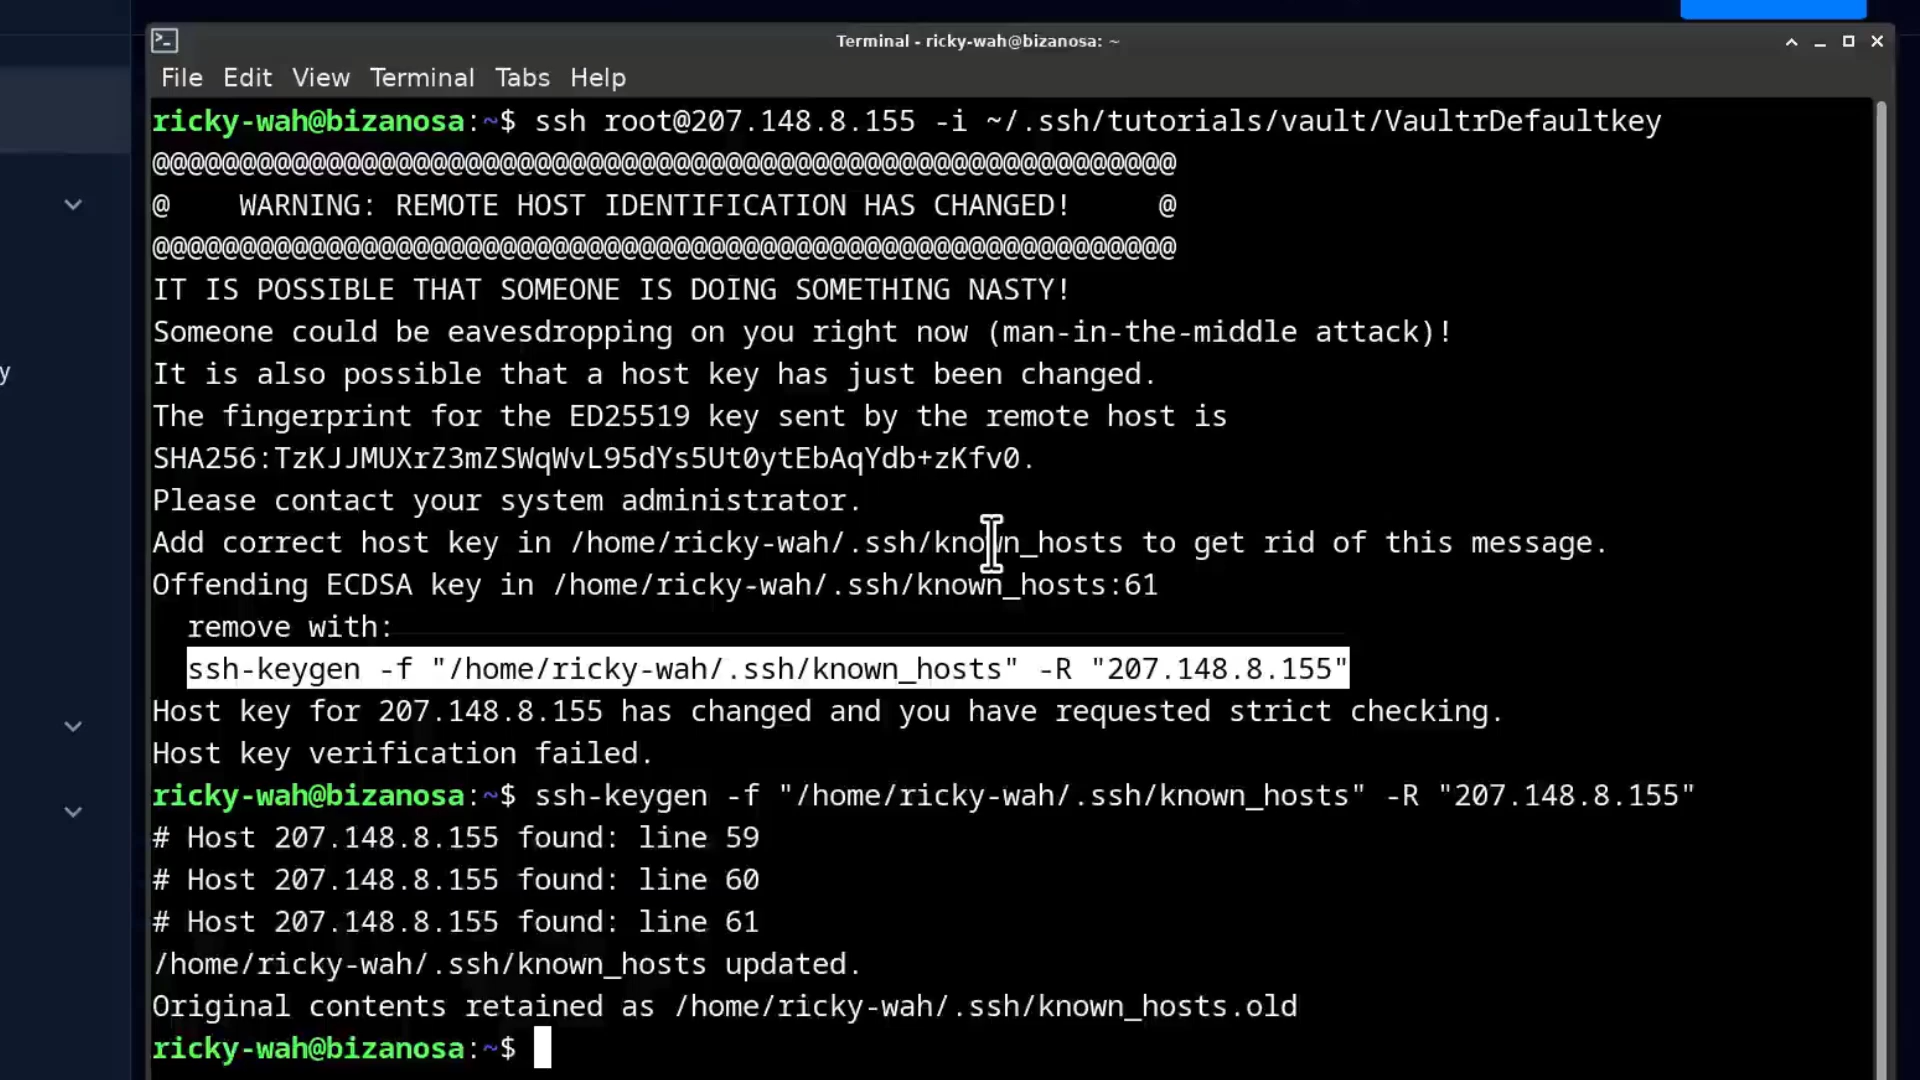 Terminal - ricky-wah@bizanosa: ~
File Edit View Terminal Tabs Help
ricky-wah@bizanosa:~$ ssh root@207.148.8.155 -i ~/.ssh/tutorials/vault/VaultrDefaultkey
@@@@@@@@@@@@@@@@@@@@@@@@@@@@@@@@@@@@@@@@@@@@@@@@@@@@@@@@@@@
@    WARNING: REMOTE HOST IDENTIFICATION HAS CHANGED!     @
@@@@@@@@@@@@@@@@@@@@@@@@@@@@@@@@@@@@@@@@@@@@@@@@@@@@@@@@@@@
IT IS POSSIBLE THAT SOMEONE IS DOING SOMETHING NASTY!
Someone could be eavesdropping on you right now (man-in-the-middle attack)!
It is also possible that a host key has just been changed.
y
The fingerprint for the ED25519 key sent by the remote host is
SHA256:TzKJJMUXrZ3mZSWqWvL95dYs5Ut0ytEbAqYdb+zKfv0.
Please contact your system administrator.
Add correct host key in /home/ricky-wah/.ssh/known_hosts to get rid of this message.
Offending ECDSA key in /home/ricky-wah/.ssh/known_hosts:61
  remove with:
  ssh-keygen -f "/home/ricky-wah/.ssh/known_hosts" -R "207.148.8.155"
Host key for 207.148.8.155 has changed and you have requested strict checking.
Host key verification failed.
ricky-wah@bizanosa:~$ ssh-keygen -f "/home/ricky-wah/.ssh/known_hosts" -R "207.148.8.155"
# Host 207.148.8.155 found: line 59
# Host 207.148.8.155 found: line 60
# Host 207.148.8.155 found: line 61
/home/ricky-wah/.ssh/known_hosts updated.
Original contents retained as /home/ricky-wah/.ssh/known_hosts.old
ricky-wah@bizanosa:~$